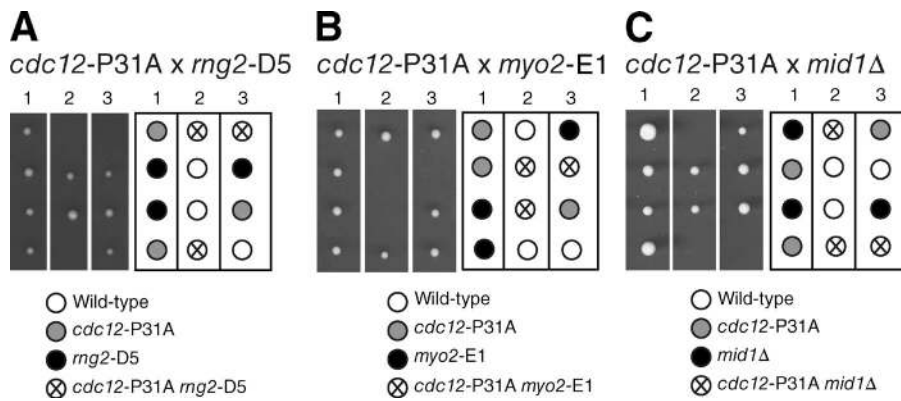 A
cdc12-P31A x rng2-D5
1 2 3 1 2 3
Wild-type
cdc12-P31A
rng2-D5
cdc12-P31A rng2-D5
B
cdc12-P31A x myo2-E1
1 2 3 1 2 3
Wild-type
cdc12-P31A
myo2-E1
cdc12-P31A myo2-E1
C
cdc12-P31A x mid1Δ
1 2 3 1 2 3
Wild-type
cdc12-P31A
mid1Δ
cdc12-P31A mid1Δ